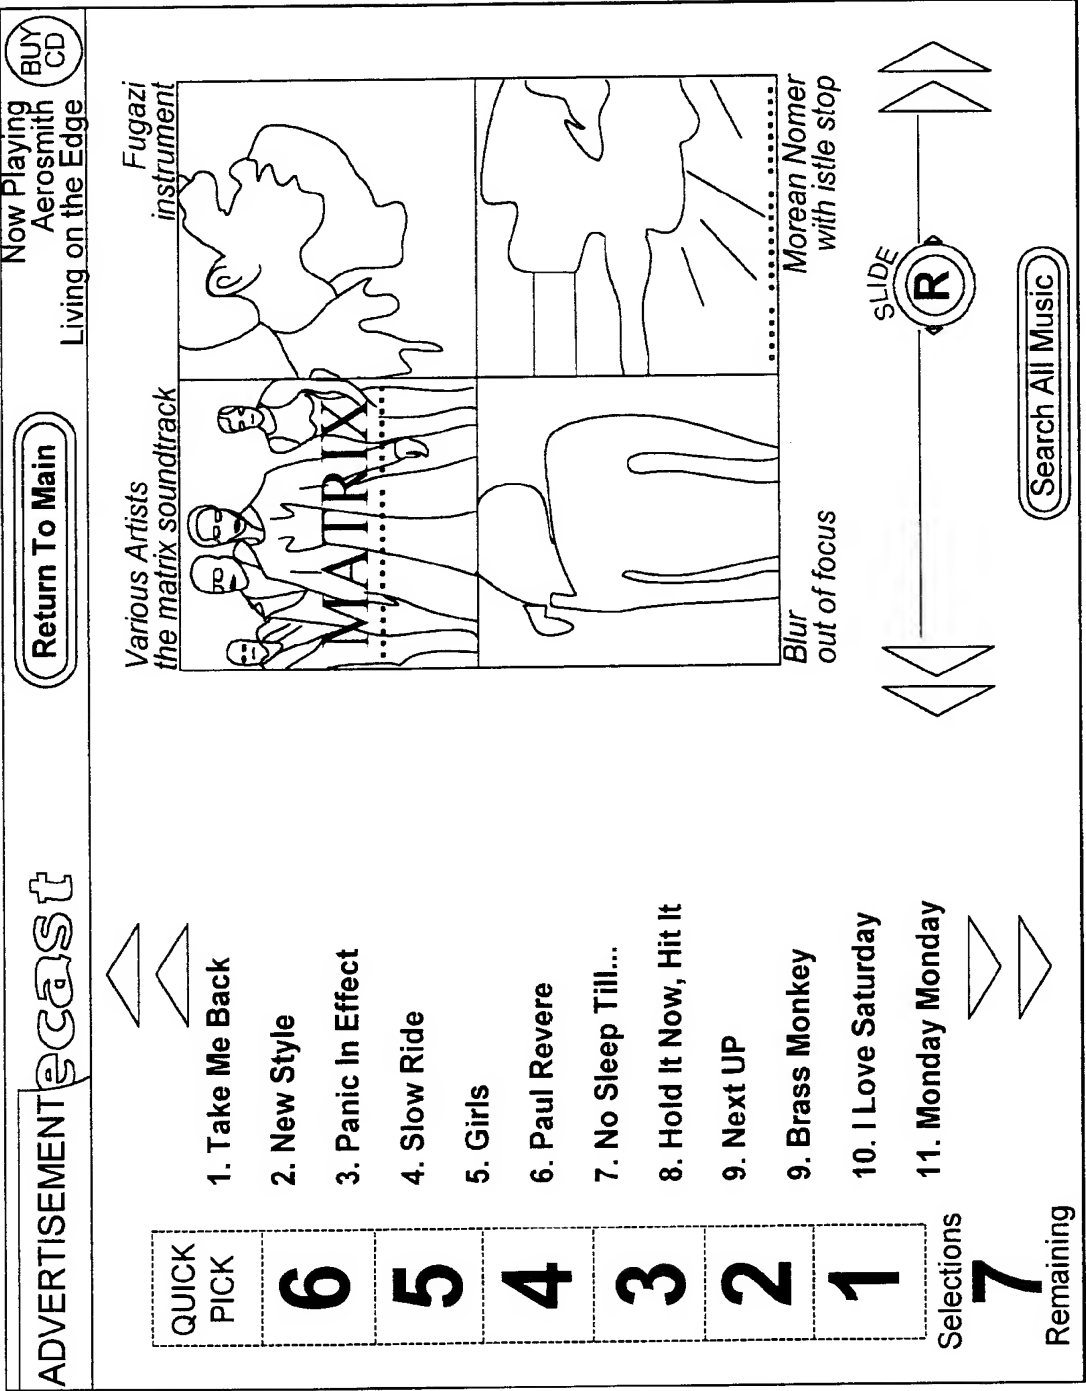 ADVERTISEMENT
ecast
Return To Main
Now Playing
Aerosmith
Living on the Edge
BUY
CD
QUICK
PICK
6
5
4
3
2
1
Selections
7
Remaining
1. Take Me Back
2. New Style
3. Panic In Effect
4. Slow Ride
5. Girls
6. Paul Revere
7. No Sleep Till...
8. Hold It Now, Hit It
9. Next UP
9. Brass Monkey
10. I Love Saturday
11. Monday Monday
Various Artists
the matrix soundtrack
Fugazi
instrument
MATRIX
Blur
out of focus
Morean Nomer
with istle stop
SLIDE
R
Search All Music